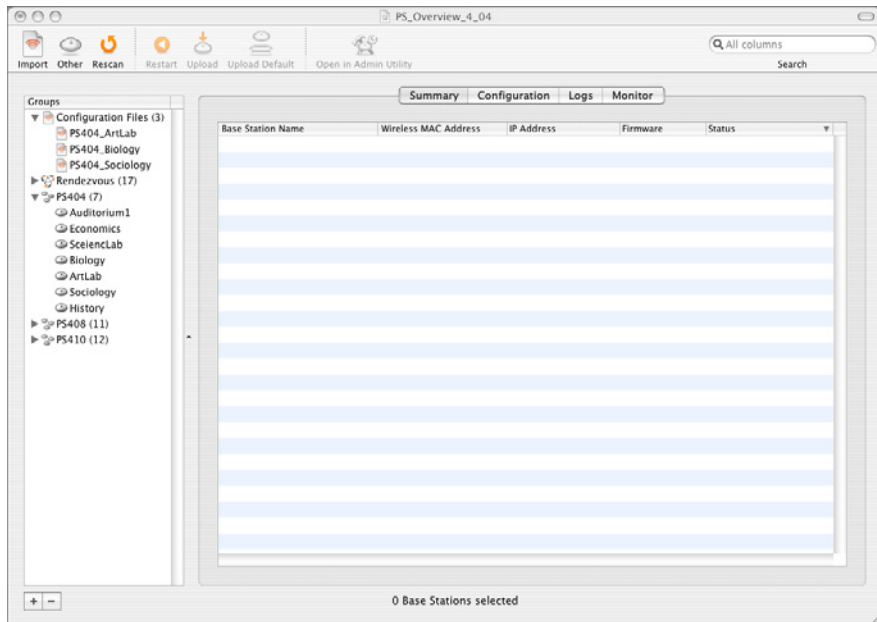 PS_Overview_4_04
Import Other Rescan Restart Upload Upload Default Open in Admin Utility
All columns
Search
Summary Configuration Logs Monitor
Groups
Configuration Files (3)
PS404_ArtLab
PS404_Biology
PS404_Sociology
Rendezvous (17)
PS404 (7)
Auditorium1
Economics
SceiencLab
Biology
ArtLab
Sociology
History
PS408 (11)
PS410 (12)
Base Station Name Wireless MAC Address IP Address Firmware Status
+ −
0 Base Stations selected